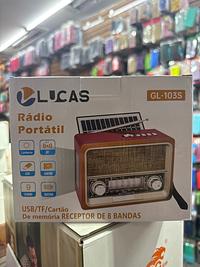 LUCAS
GL-103S
Rádio
Portátil
USB/TF/Cartão
De memória RECEPTOR DE 8 BANDAS